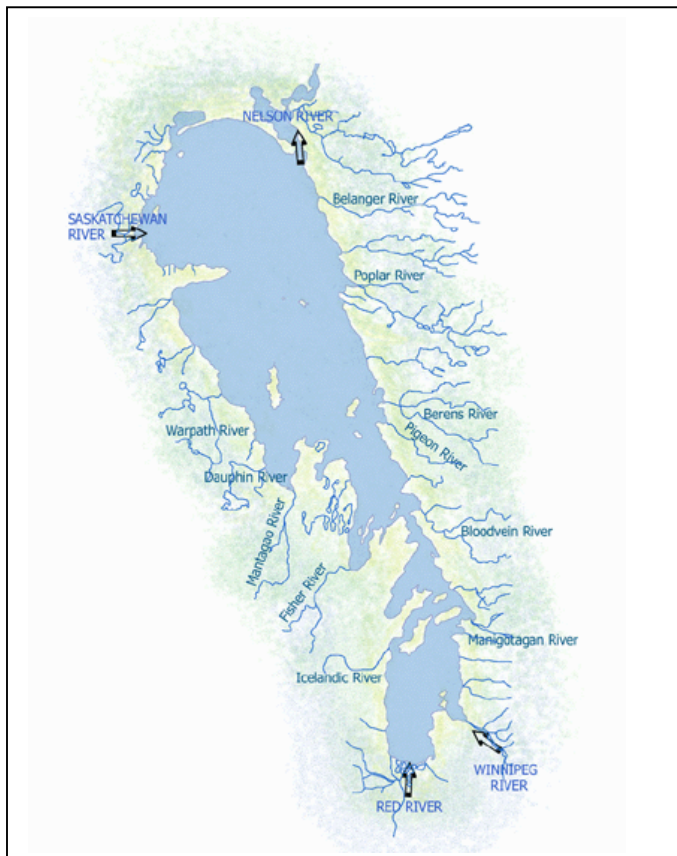 NELSON RIVER
Belanger River
SASKATCHEWAN
RIVER
Poplar River
Berens River
Warpath River
Pigeon River
Dauphin River
Mantagao River
Bloodvein River
Fisher River
Manigotagan River
Icelandic River
WINNIPEG
RIVER
RED RIVER